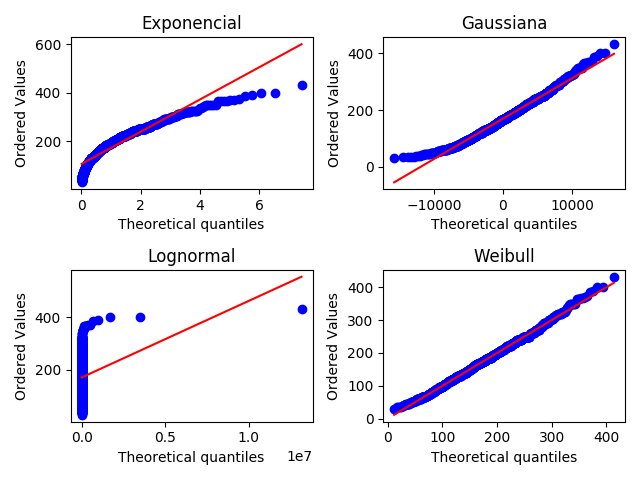 Exponencial
Gaussiana
600
400
200
Ordered Values
0 2 4 6
Theoretical quantiles
400
200
0
Ordered Values
−10000 0 10000
Theoretical quantiles
Lognormal
Weibull
400
200
Ordered Values
0.0 0.5 1.0
Theoretical quantiles 1e7
400
300
200
100
0
Ordered Values
0 100 200 300 400
Theoretical quantiles